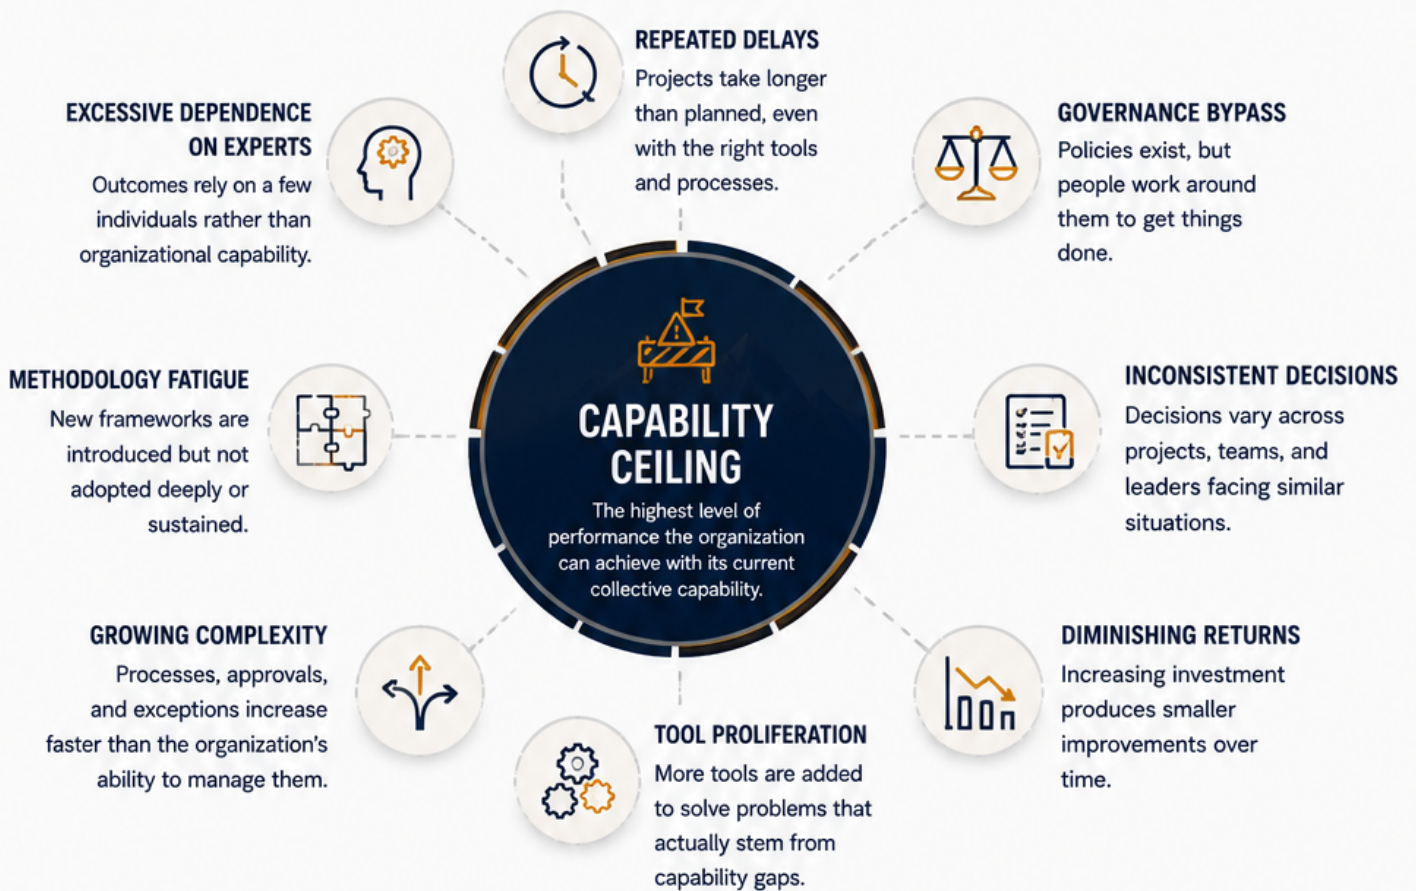 REPEATED DELAYS
Projects take longer
than planned, even
with the right tools
and processes.
EXCESSIVE DEPENDENCE
ON EXPERTS
Outcomes rely on a few
individuals rather than
organizational capability.
GOVERNANCE BYPASS
Policies exist, but
people work around
them to get things
done.
METHODOLOGY FATIGUE
New frameworks are
introduced but not
adopted deeply or
sustained.
CAPABILITY
CEILING
The highest level of
performance the organization
can achieve with its current
collective capability.
INCONSISTENT DECISIONS
Decisions vary across
projects, teams, and
leaders facing similar
situations.
GROWING COMPLEXITY
Processes, approvals,
and exceptions increase
faster than the organization's
ability to manage them.
TOOL PROLIFERATION
More tools are added
to solve problems that
actually stem from
capability gaps.
DIMINISHING RETURNS
Increasing investment
produces smaller
improvements over
time.